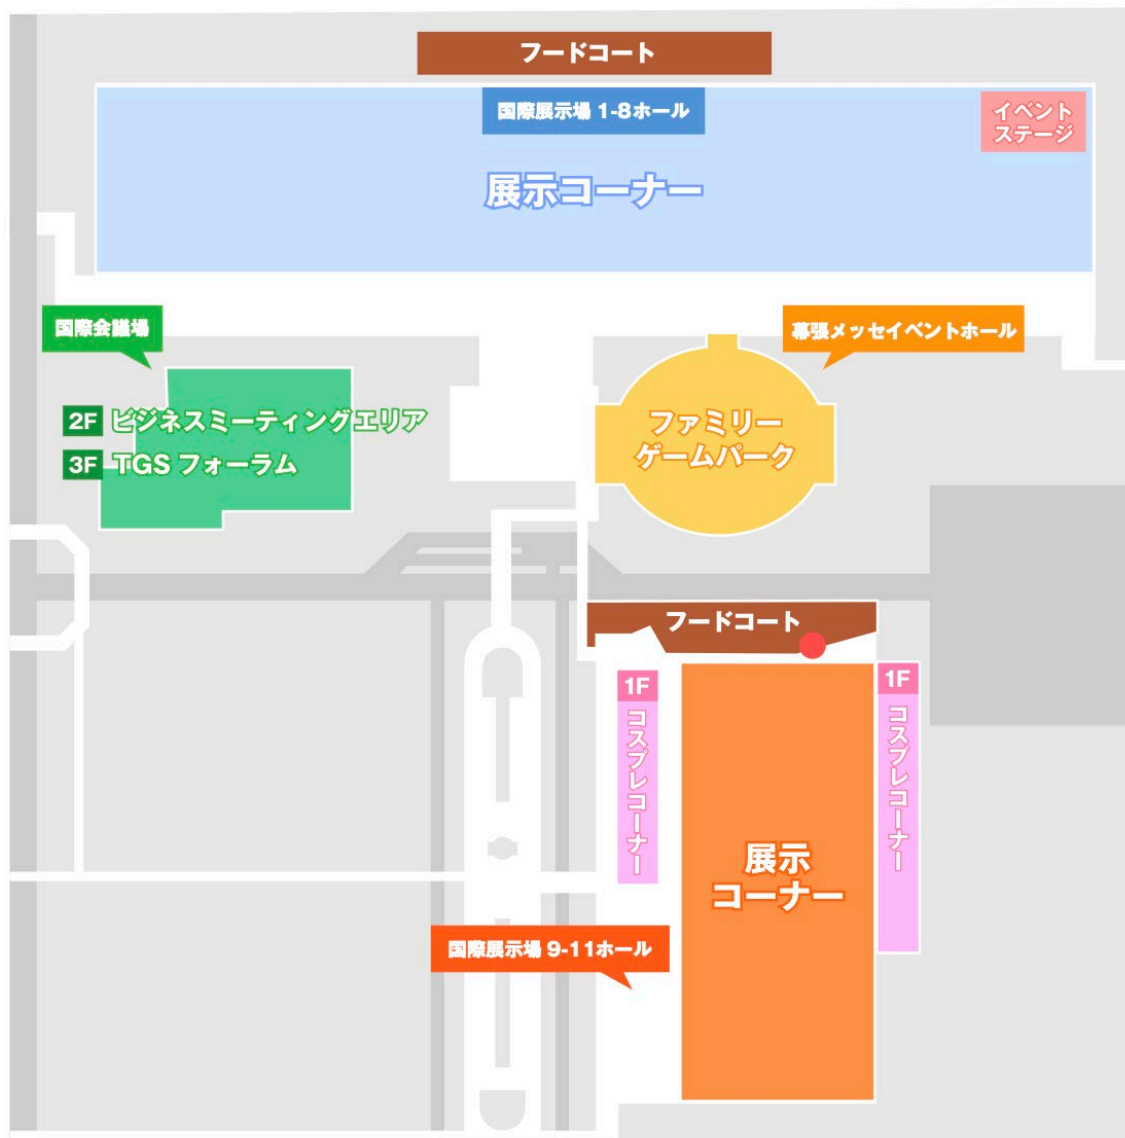 フードコート
国際展示場 1-8ホール
イベント
ステージ
展示コーナー
国際会議場
幕張メッセイベントホール
2F ビジネスミーティングエリア
3F TGS フォーラム
ファミリー
ゲームパーク
フードコート
1F
コスプレコーナー
1F
コスプレコーナー
展示
コーナー
国際展示場 9-11ホール